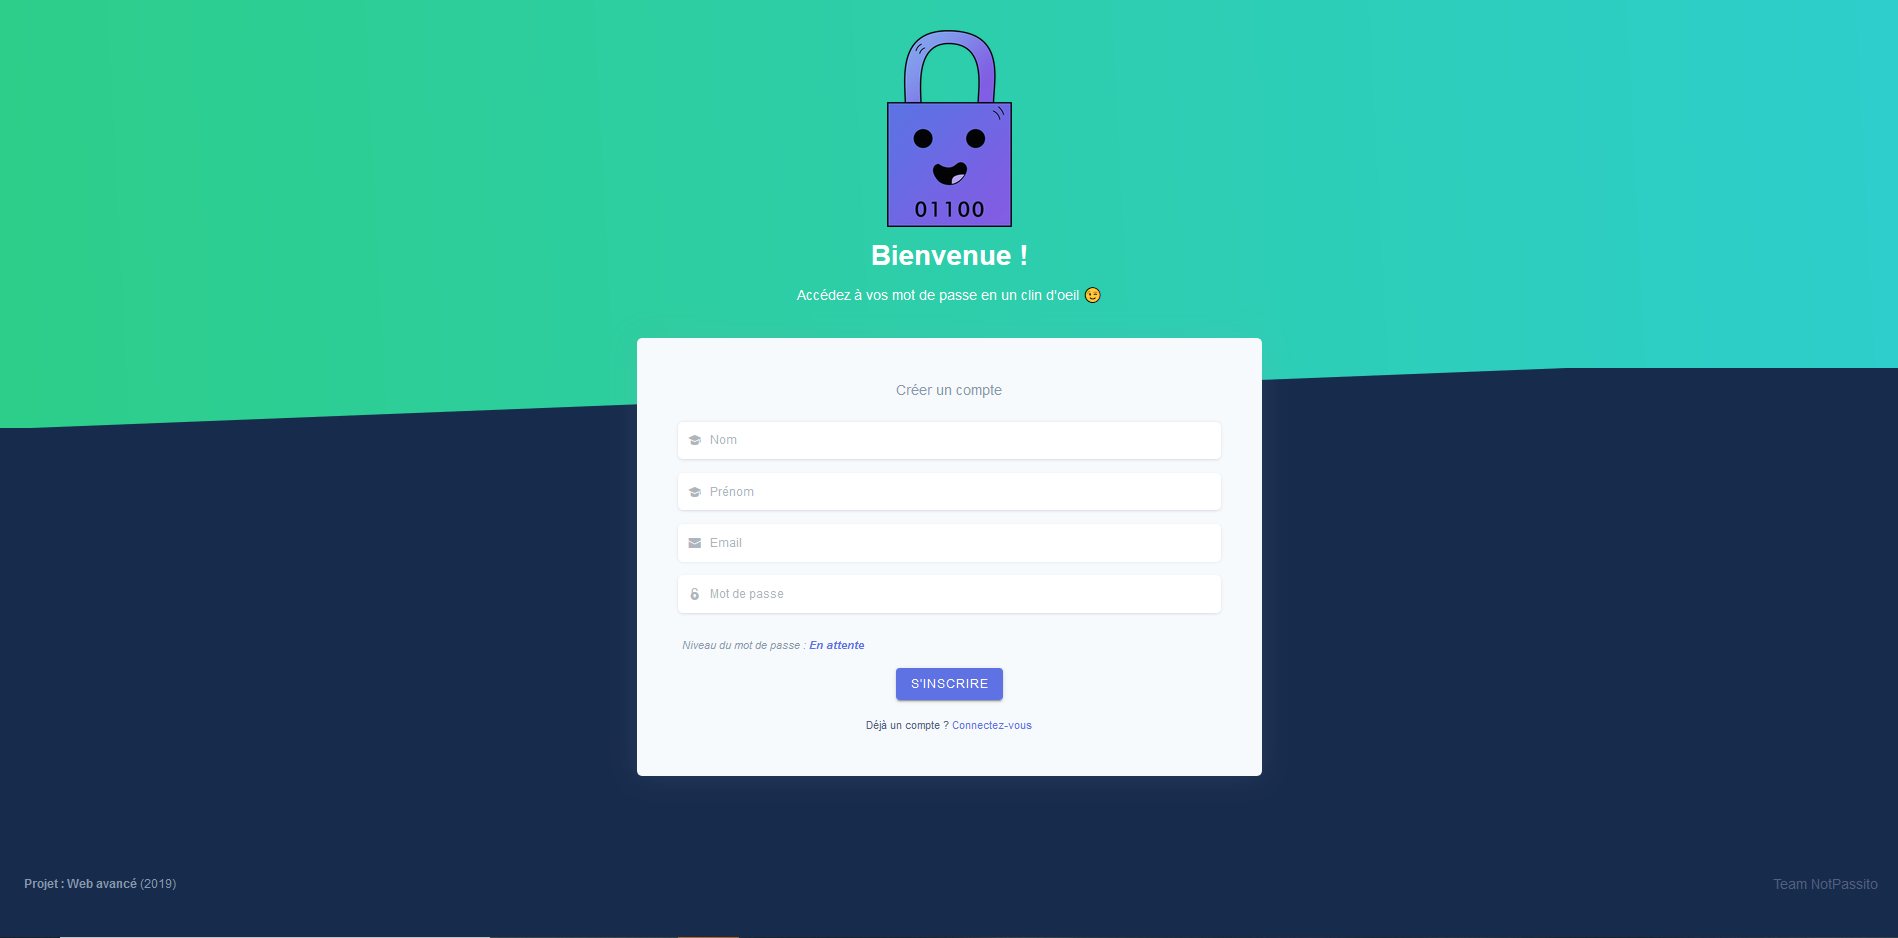 01100
Bienvenue !
Accédez à vos mot de passe en un clin d'oeil 😉
Créer un compte
Nom
Prénom
Email
Mot de passe
Niveau du mot de passe : En attente
S'INSCRIRE
Déjà un compte ? Connectez-vous
Projet : Web avancé (2019)
Team NotPassito